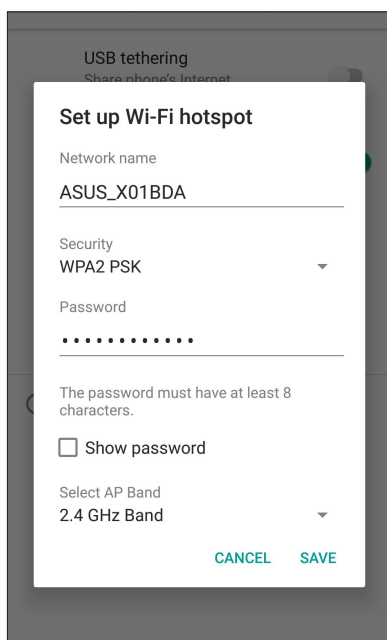 USB tethering
Share phone's Internet
Set up Wi-Fi hotspot
Network name
ASUS_X01BDA
Security
WPA2 PSK
Password
••••••••••••
The password must have at least 8
characters.
Show password
Select AP Band
2.4 GHz Band
CANCEL SAVE